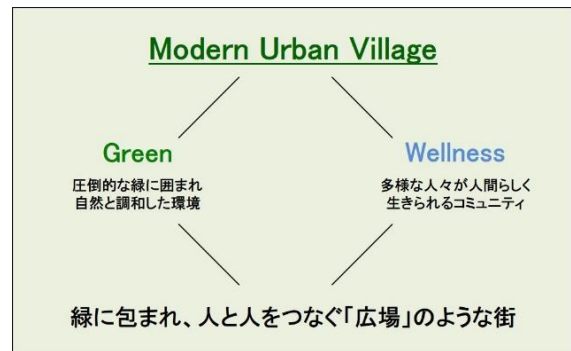 Modern Urban Village
Green
圧倒的な緑に囲まれ
自然と調和した環境
Wellness
多様な人々が人間らしく
生きられるコミュニティ
緑に包まれ、人と人をつなぐ「広場」のような街